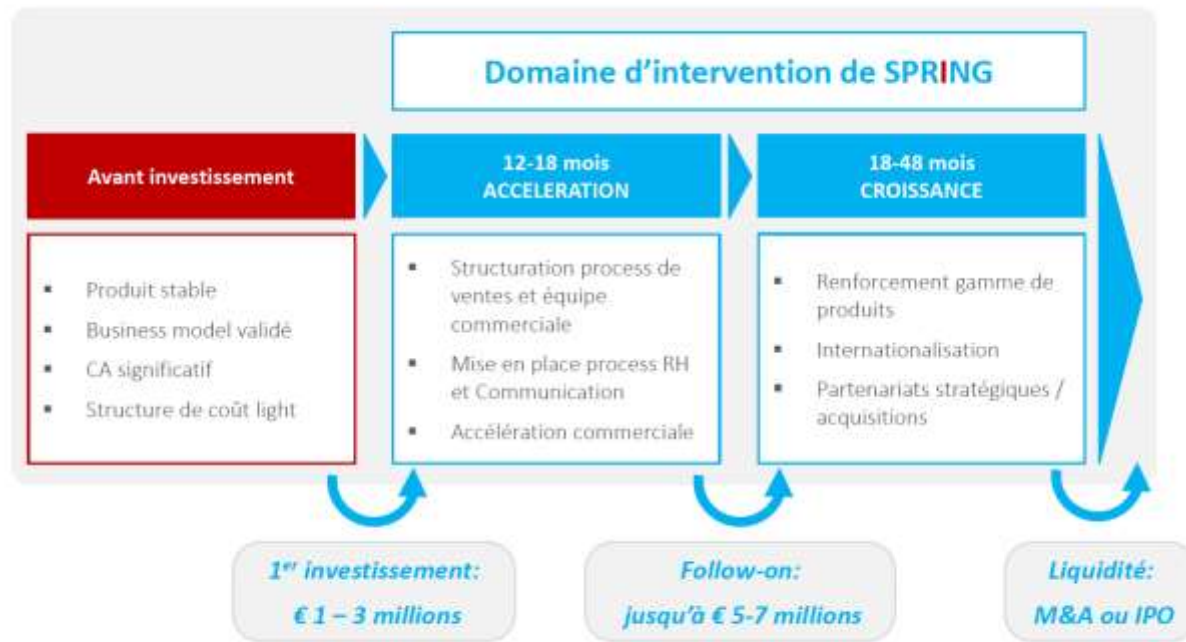 Domaine d'intervention de SPRING
Avant investissement
12-18 mois
ACCELERATION
18-48 mois
CROISSANCE
▪ Produit stable
▪ Business model validé
▪ CA significatif
▪ Structure de coût light
▪ Structuration process de
ventes et équipe
commerciale
▪ Mise en place process RH
et Communication
▪ Accélération commerciale
▪ Renforcement gamme de
produits
▪ Internationalisation
▪ Partenariats stratégiques /
acquisitions
1er investissement:
€ 1 – 3 millions
Follow-on:
jusqu'à € 5-7 millions
Liquidité:
M&A ou IPO